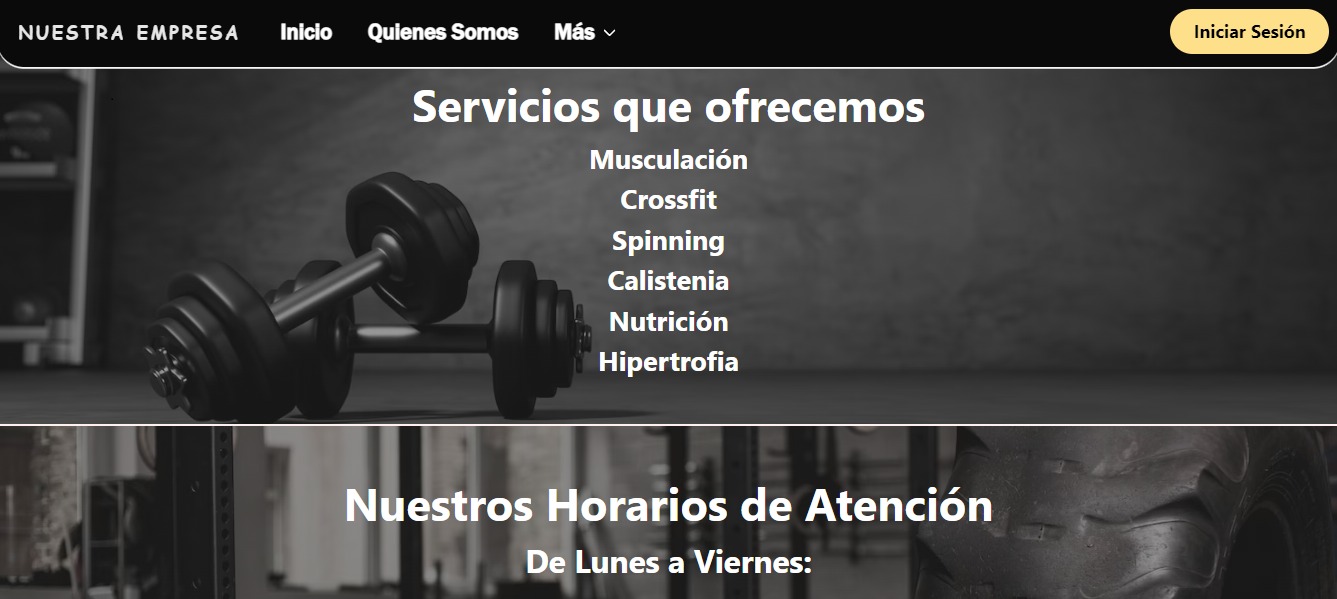 NUESTRA EMPRESA Inicio Quienes Somos Más Iniciar Sesión
Servicios que ofrecemos
Musculación
Crossfit
Spinning
Calistenia
Nutrición
Hipertrofia
Nuestros Horarios de Atención
De Lunes a Viernes: